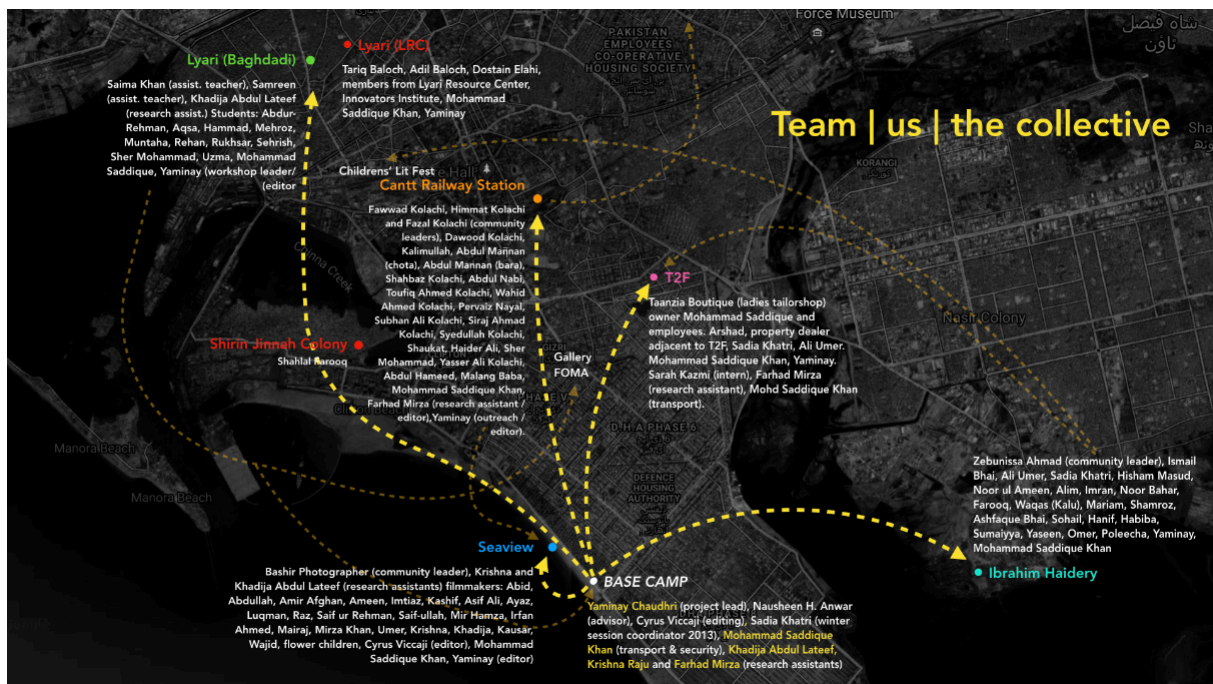 Force Museum
شاه فيصل
ٹاؤن
PAKISTAN
EMPLOYEES
CO-OPERATIVE
HOUSING SOCIETY
Team | us | the collective
Lyari (Baghdadi)
Saima Khan (assist. teacher), Samreen
(assist. teacher), Khadija Abdul Lateef
(research assist.) Students: Abdur-
Rehman, Aqsa, Hammad, Mehroz,
Muntaha, Rehan, Rukhsar, Sehrish,
Sher Mohammad, Uzma, Mohammad
Saddique, Yaminay (workshop leader/
(editor
Lyari (LRC)
Tariq Baloch, Adil Baloch, Dostain Elahi,
members from Lyari Resource Center,
Innovators Institute, Mohammad
Saddique Khan, Yaminay
KORANGI
Childrens' Lit Fest
Cantt Railway Station
Fawwad Kolachi, Himmat Kolachi
and Fazal Kolachi (community
leaders), Dawood Kolachi,
Kalimullah, Abdul Mannan
(chota), Abdul Mannan (bara),
Shahbaz Kolachi, Abdul Nabi,
Toufiq Ahmed Kolachi, Wahid
Ahmed Kolachi, Pervaiz Nayal,
Subhan Ali Kolachi, Siraj Ahmad
Kolachi, Syedullah Kolachi,
Shaukat, Haider Ali, Sher
Mohammad, Yasser Ali Kolachi,
Abdul Hameed, Malang Baba,
Mohammad Saddique Khan,
Farhad Mirza (research assistant /
editor),Yaminay (outreach /
editor).
Chinna Creek
T2F
Taanzia Boutique (ladies tailorshop)
owner Mohammad Saddique and
employees. Arshad, property dealer
adjacent to T2F, Sadia Khatri, Ali Umer.
Mohammad Saddique Khan, Yaminay.
Sarah Kazmi (intern), Farhad Mirza
(research assistant), Mohd Saddique Khan
(transport).
Nasir Colony
Shirin Jinnah Colony
Shahlal Farooq
GIZRI
Gallery
FOMA
D.H.A PHASE 6
Manora Beach
Manora Beach
DEFENCE
HOUSING
AUTHORITY
Zebunissa Ahmad (community leader), Ismail
Bhai, Ali Umer, Sadia Khatri, Hisham Masud,
Noor ul Ameen, Alim, Imran, Noor Bahar,
Farooq, Waqas (Kalu), Mariam, Shamroz,
Ashfaque Bhai, Sohail, Hanif, Habiba,
Sumaiyya, Yaseen, Omer, Poleecha, Yaminay,
Mohammad Saddique Khan
Ibrahim Haidery
Seaview
Bashir Photographer (community leader), Krishna and
Khadija Abdul Lateef (research assistants) filmmakers: Abid,
Abdullah, Amir Afghan, Ameen, Imtiaz, Kashif, Asif Ali, Ayaz,
Luqman, Raz, Saif ur Rehman, Saif-ullah, Mir Hamza, Irfan
Ahmed, Mairaj, Mirza Khan, Umer, Krishna, Khadija, Kausar,
Wajid, flower children, Cyrus Viccaji (editor), Mohammad
Saddique Khan, Yaminay (editor)
BASE CAMP
Yaminay Chaudhri (project lead), Nausheen H. Anwar
(advisor), Cyrus Viccaji (editing), Sadia Khatri (winter
session coordinator 2013), Mohammad Saddique
Khan (transport & security), Khadija Abdul Lateef,
Krishna Raju and Farhad Mirza (research assistants)